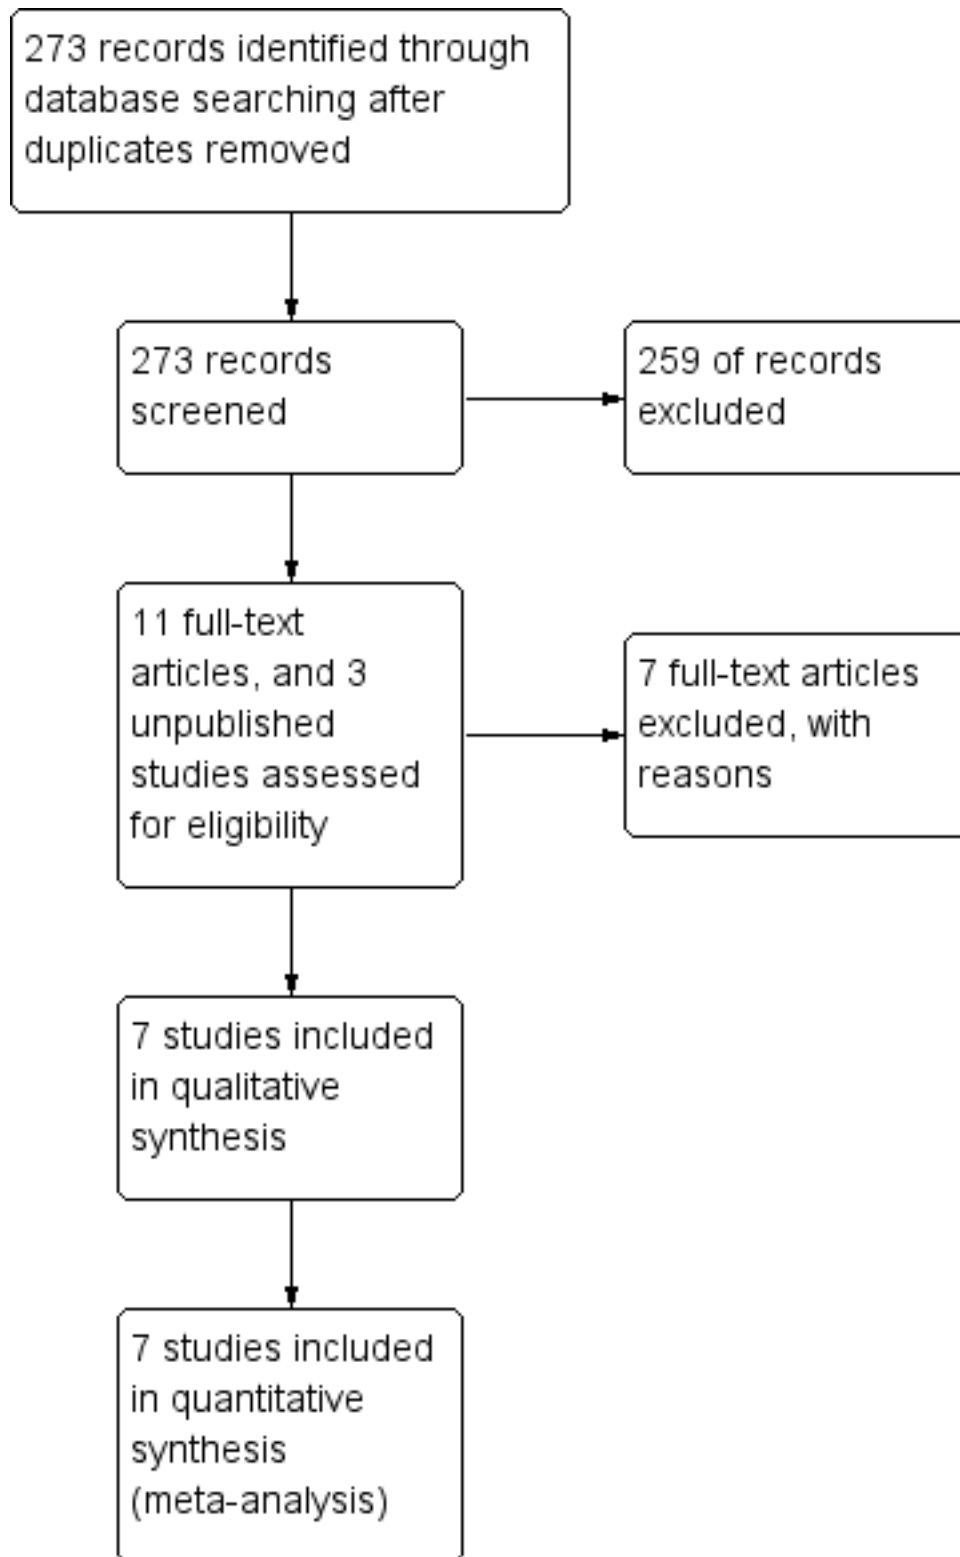 273 records identified through
database searching after
duplicates removed
273 records
screened
259 of records
excluded
11 full-text
articles, and 3
unpublished
studies assessed
for eligibility
7 full-text articles
excluded, with
reasons
7 studies included
in qualitative
synthesis
7 studies included
in quantitative
synthesis
(meta-analysis)